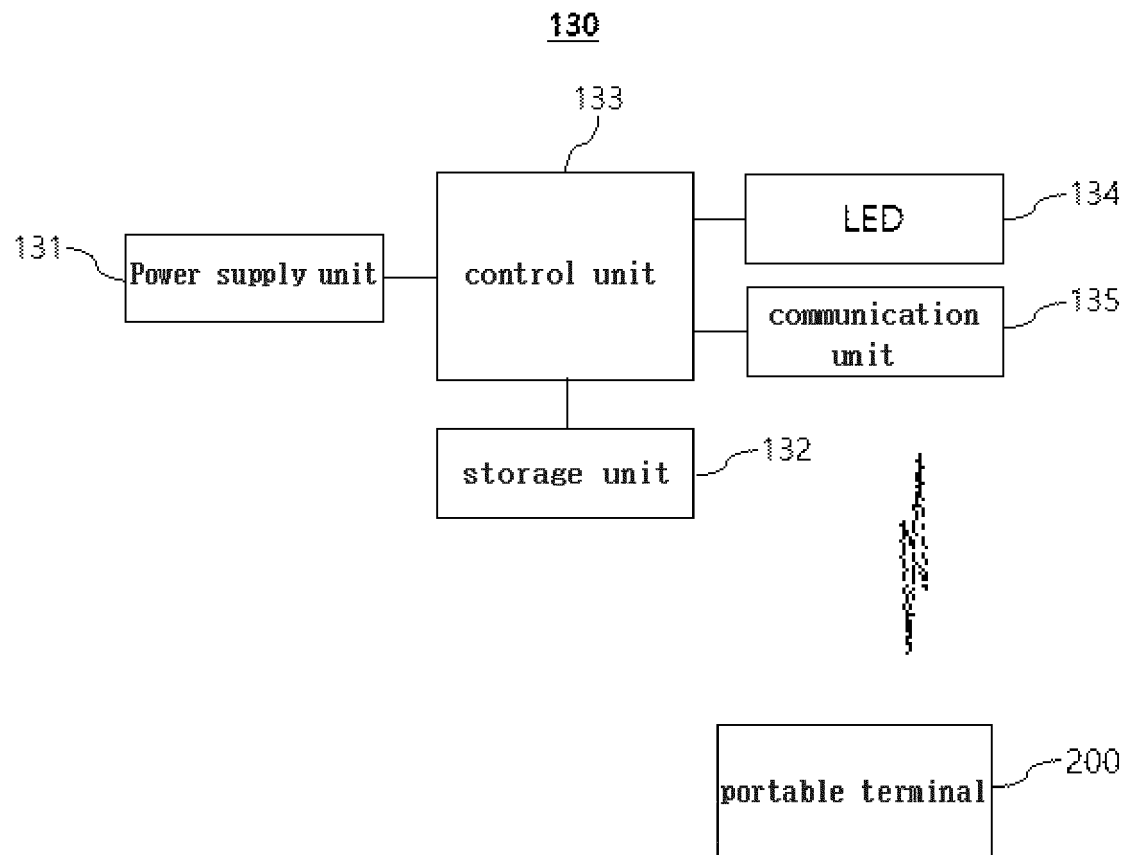 130
133
134
LED
131
Power supply unit
control unit
135
communication
unit
132
storage unit
200
portable terminal